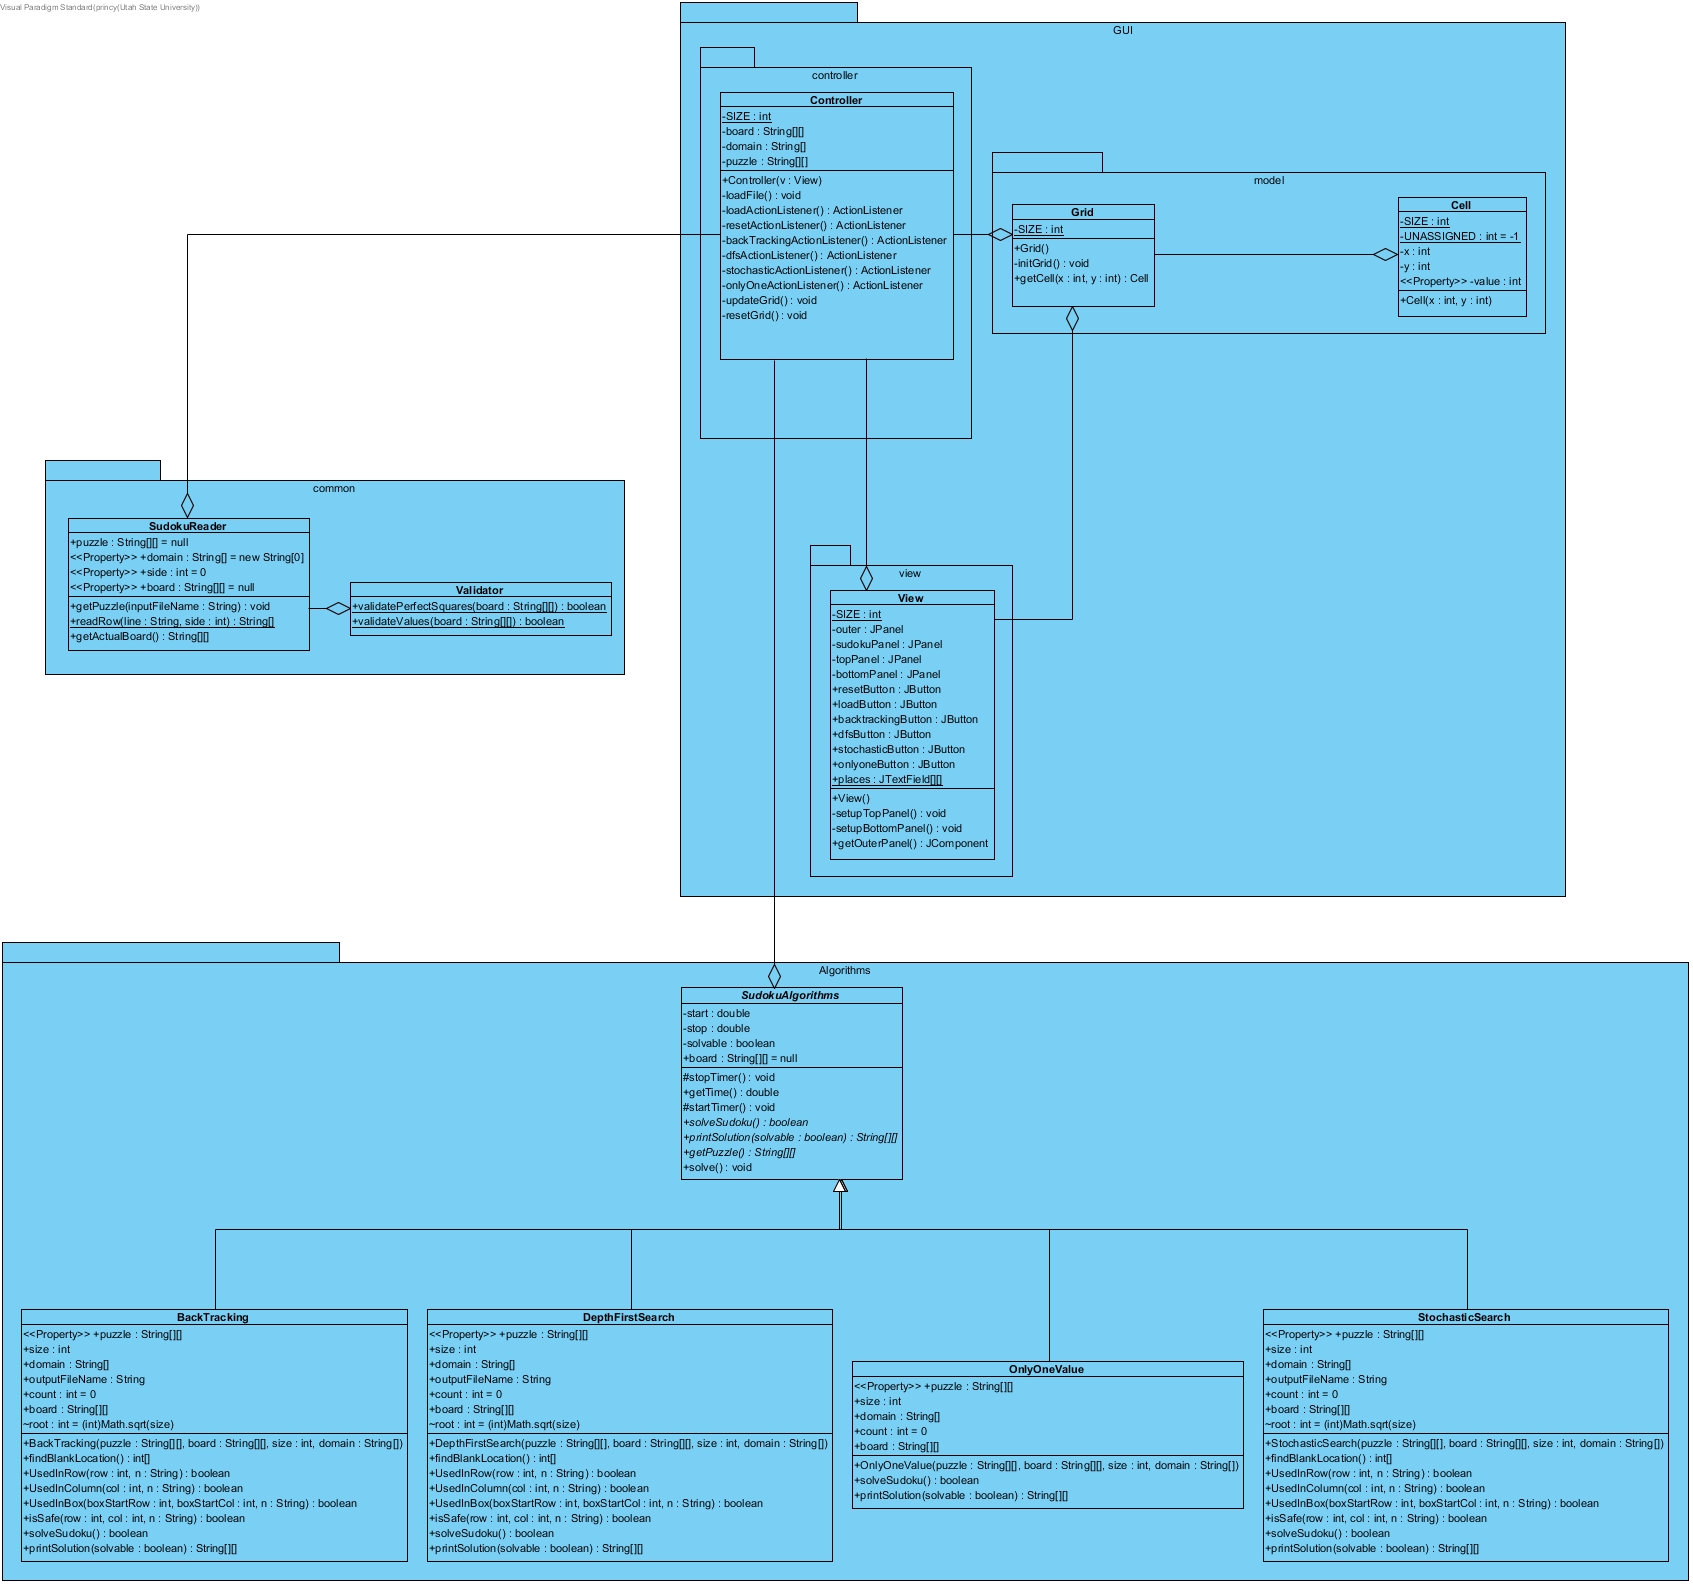 Visual Paradigm Standard(princy(Utah State University))
GUI
controller
Controller
-SIZE : int
-board : String[][]
-domain : String[]
-puzzle : String[][]
+Controller(v : View)
-loadFile() : void
-loadActionListener() : ActionListener
-resetActionListener() : ActionListener
-backTrackingActionListener() : ActionListener
-dfsActionListener() : ActionListener
-stochasticActionListener() : ActionListener
-onlyOneActionListener() : ActionListener
-updateGrid() : void
-resetGrid() : void
model
Grid
-SIZE : int
+Grid()
-initGrid() : void
+getCell(x : int, y : int) : Cell
Cell
-SIZE : int
-UNASSIGNED : int = -1
-x : int
-y : int
<<Property>> -value : int
+Cell(x : int, y : int)
common
SudokuReader
+puzzle : String[][] = null
<<Property>> +domain : String[] = new String[0]
<<Property>> +side : int = 0
<<Property>> +board : String[][] = null
+getPuzzle(inputFileName : String) : void
+readRow(line : String, side : int) : String[]
+getActualBoard() : String[][]
Validator
+validatePerfectSquares(board : String[][]) : boolean
+validateValues(board : String[][]) : boolean
view
View
-SIZE : int
-outer : JPanel
-sudokuPanel : JPanel
-topPanel : JPanel
-bottomPanel : JPanel
+resetButton : JButton
+loadButton : JButton
+backtrackingButton : JButton
+dfsButton : JButton
+stochasticButton : JButton
+onlyoneButton : JButton
+places : JTextField[][]
+View()
-setupTopPanel() : void
-setupBottomPanel() : void
+getOuterPanel() : JComponent
Algorithms
SudokuAlgorithms
-start : double
-stop : double
-solvable : boolean
+board : String[][] = null
#stopTimer() : void
+getTime() : double
#startTimer() : void
+solveSudoku() : boolean
+printSolution(solvable : boolean) : String[][]
+getPuzzle() : String[][]
+solve() : void
BackTracking
<<Property>> +puzzle : String[][]
+size : int
+domain : String[]
+outputFileName : String
+count : int = 0
+board : String[][]
~root : int = (int)Math.sqrt(size)
+BackTracking(puzzle : String[][], board : String[][], size : int, domain : String[])
+findBlankLocation() : int[]
+UsedInRow(row : int, n : String) : boolean
+UsedInColumn(col : int, n : String) : boolean
+UsedInBox(boxStartRow : int, boxStartCol : int, n : String) : boolean
+isSafe(row : int, col : int, n : String) : boolean
+solveSudoku() : boolean
+printSolution(solvable : boolean) : String[][]
DepthFirstSearch
<<Property>> +puzzle : String[][]
+size : int
+domain : String[]
+outputFileName : String
+count : int = 0
+board : String[][]
~root : int = (int)Math.sqrt(size)
+DepthFirstSearch(puzzle : String[][], board : String[][], size : int, domain : String[])
+findBlankLocation() : int[]
+UsedInRow(row : int, n : String) : boolean
+UsedInColumn(col : int, n : String) : boolean
+UsedInBox(boxStartRow : int, boxStartCol : int, n : String) : boolean
+isSafe(row : int, col : int, n : String) : boolean
+solveSudoku() : boolean
+printSolution(solvable : boolean) : String[][]
OnlyOneValue
<<Property>> +puzzle : String[][]
+size : int
+domain : String[]
+count : int = 0
+board : String[][]
+OnlyOneValue(puzzle : String[][], board : String[][], size : int, domain : String[])
+solveSudoku() : boolean
+printSolution(solvable : boolean) : String[][]
StochasticSearch
<<Property>> +puzzle : String[][]
+size : int
+domain : String[]
+outputFileName : String
+count : int = 0
+board : String[][]
~root : int = (int)Math.sqrt(size)
+StochasticSearch(puzzle : String[][], board : String[][], size : int, domain : String[])
+findBlankLocation() : int[]
+UsedInRow(row : int, n : String) : boolean
+UsedInColumn(col : int, n : String) : boolean
+UsedInBox(boxStartRow : int, boxStartCol : int, n : String) : boolean
+isSafe(row : int, col : int, n : String) : boolean
+solveSudoku() : boolean
+printSolution(solvable : boolean) : String[][]